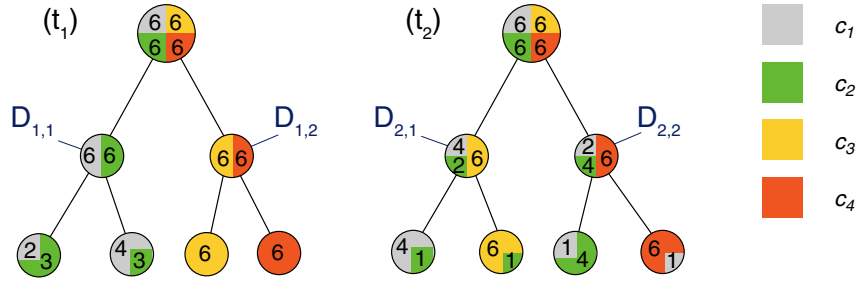 (t1) 6 6 (t2) 6 6 c1
6 6 6 6
c2
D1,1 D1,2 D2,1 D2,2
6 6 6 6 4 6 2 6 c3
2 4
c4
2 4 6 6 4 6 1 6
3 3 1 1 4 1